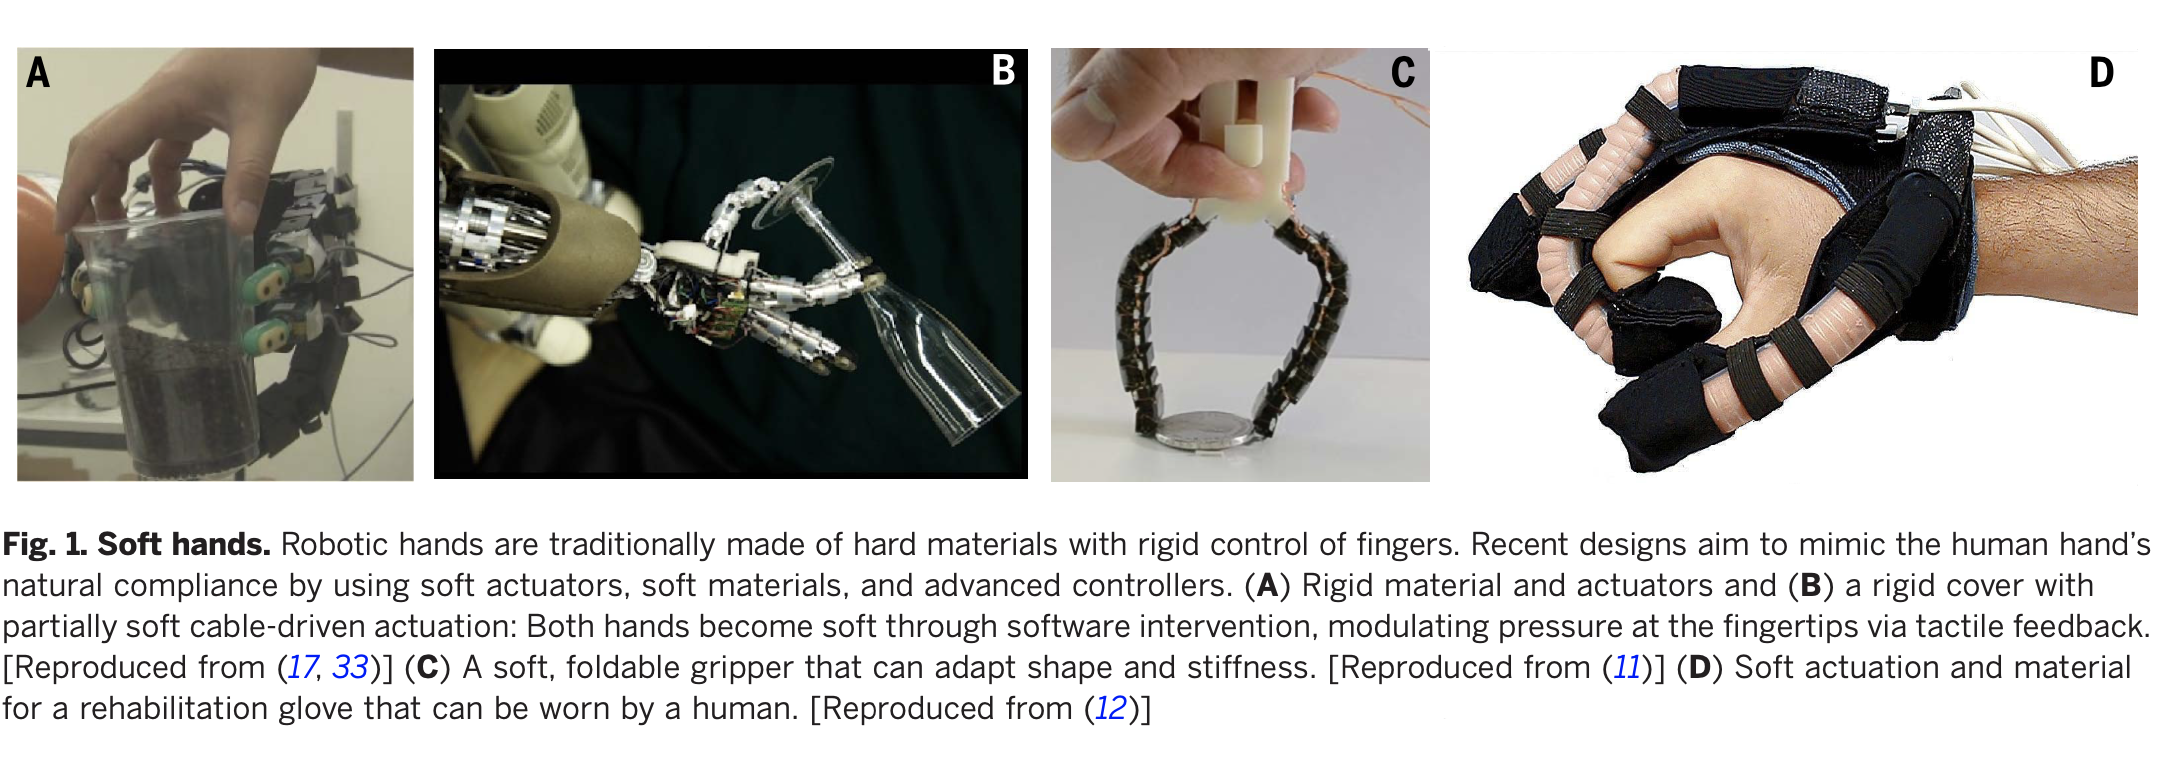 A
B
C
D
Fig. 1. Soft hands. Robotic hands are traditionally made of hard materials with rigid control of fingers. Recent designs aim to mimic the human hand’s
natural compliance by using soft actuators, soft materials, and advanced controllers. (A) Rigid material and actuators and (B) a rigid cover with
partially soft cable-driven actuation: Both hands become soft through software intervention, modulating pressure at the fingertips via tactile feedback.
[Reproduced from (17, 33)] (C) A soft, foldable gripper that can adapt shape and stiffness. [Reproduced from (11)] (D) Soft actuation and material
for a rehabilitation glove that can be worn by a human. [Reproduced from (12)]